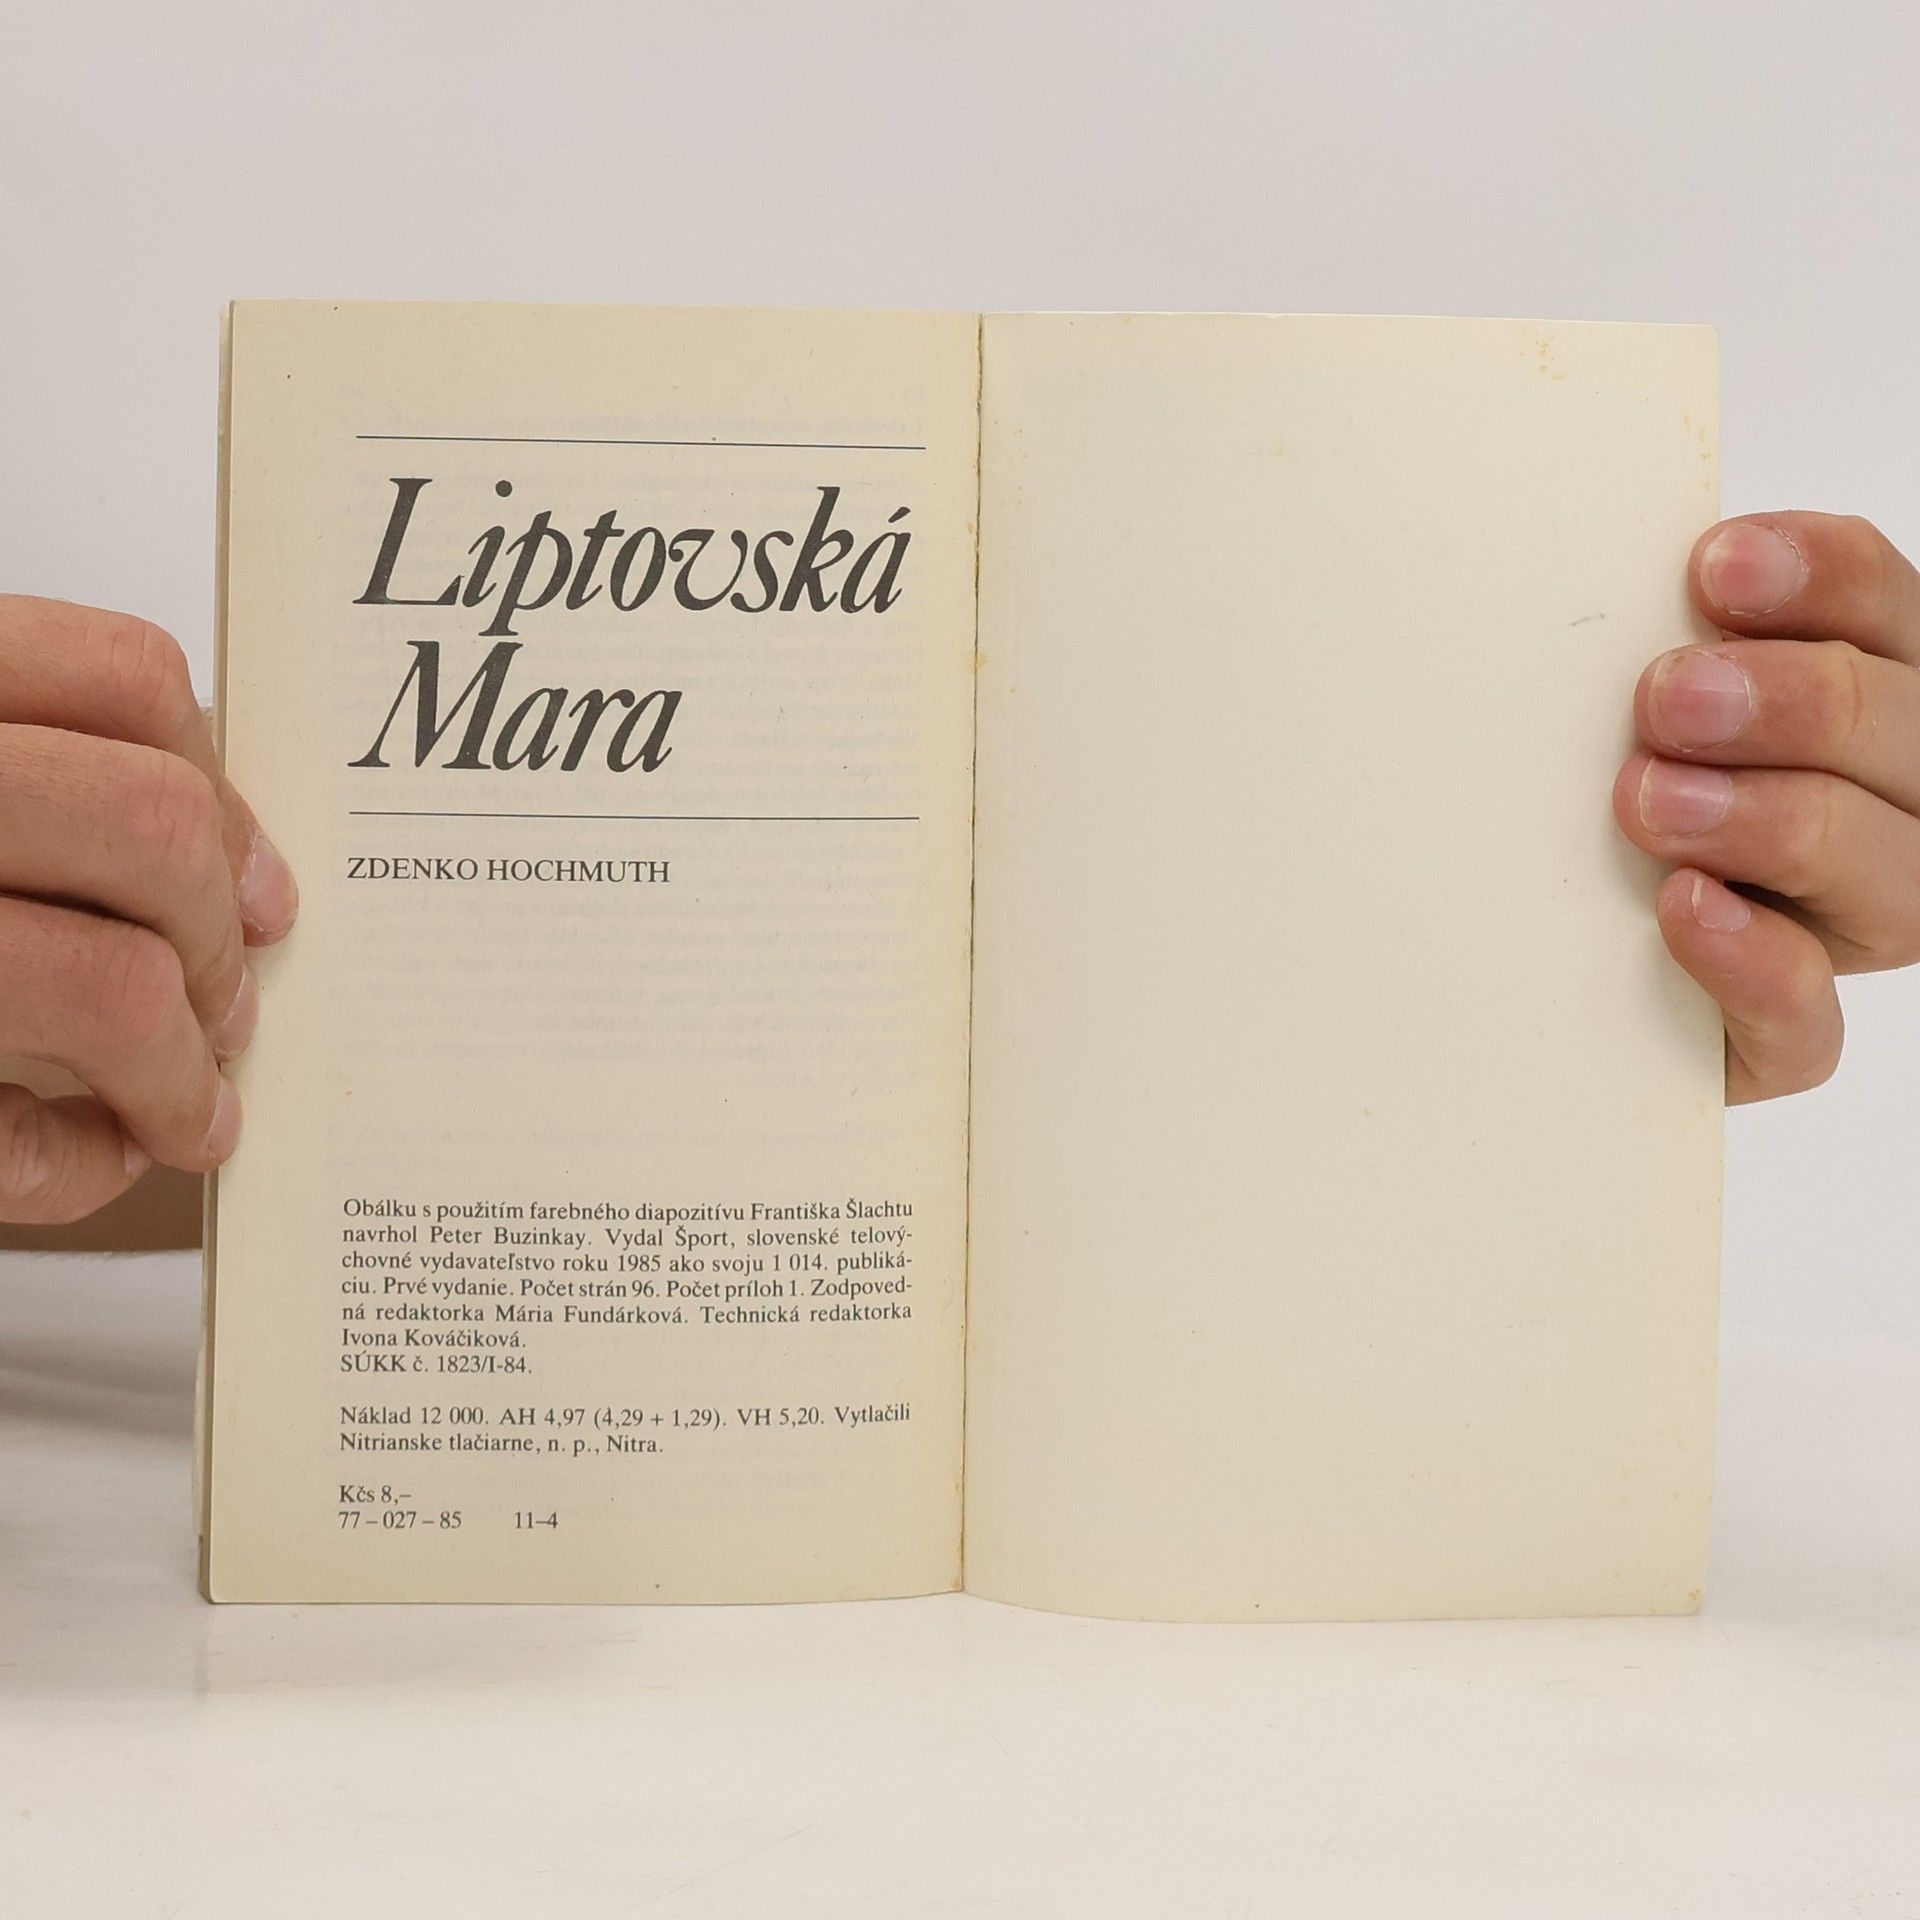 Liptovská
Mara
ZDENKO HOCHMUTH
Obálku s použitím farebného diapozitívu Františka Šlachtu
navrhol Peter Buzinkay. Vydal Šport, slovenské telový-
chovné vydavateľstvo roku 1985 ako svoju 1 014. publiká-
ciu. Prvé vydanie. Počet strán 96. Počet príloh 1. Zodpoved-
ná redaktorka Mária Fundárková. Technická redaktorka
Ivona Kováčiková.
SÚKK č. 1823/I-84.
Náklad 12 000. AH 4,97 (4,29 + 1,29). VH 5,20. Vytlačili
Nitrianske tlačiarne, n. p., Nitra.
Kčs 8,–
77 – 027 – 85 11–4